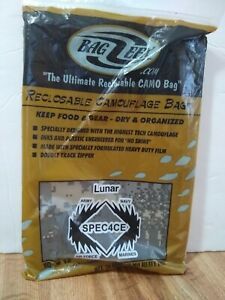 BAG ZEPP
.COM
"The Ultimate Reclosable CAMO Bag"
RECLOSABLE CAMOUFLAGE BAGS
KEEP FOOD & GEAR - DRY & ORGANIZED
SPECIALLY DESIGNED WITH THE HIGHEST TECH CAMOUFLAGE
INKS AND PLASTIC ENGINEERED FOR "NO SHINE"
MADE WITH SPECIALLY FORMULATED HEAVY DUTY FILM
DOUBLE TRACK ZIPPER
Lunar
ARMY
NAVY
SPEC4CE
AIR FORCE
MARINES